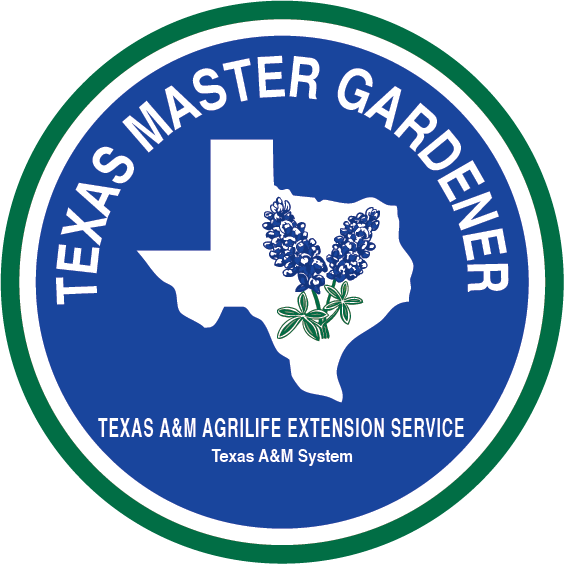 TEXAS MASTER GARDENER
TEXAS A&M AGRILIFE EXTENSION SERVICE
Texas A&M System